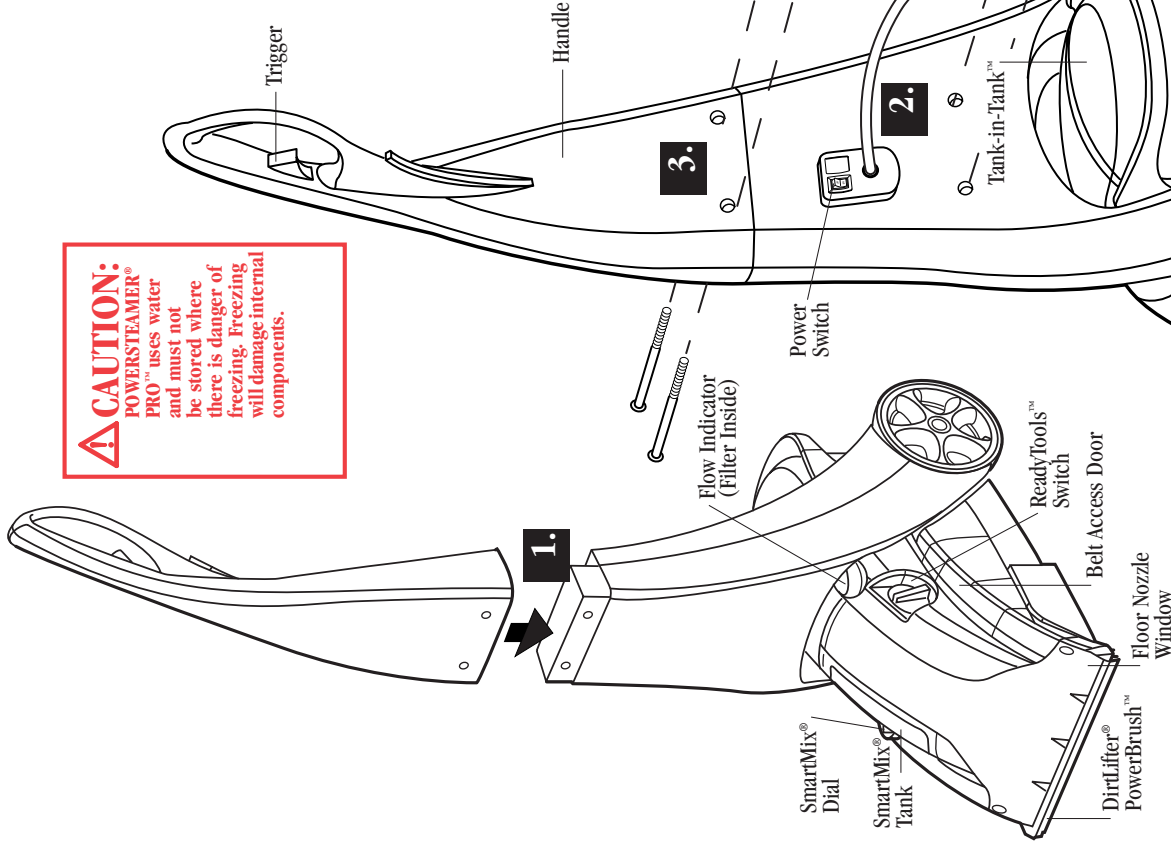 ⚠ CAUTION:
POWERSTEAMER®
PRO™ uses water
and must not
be stored where
there is danger of
freezing. Freezing
will damage internal
components.
Trigger
Handle
3.
2.
Tank-in-Tank™
Power
Switch
1.
Flow Indicator
(Filter Inside)
ReadyTools™
Switch
Belt Access Door
Floor Nozzle
Window
SmartMix®
Dial
SmartMix®
Tank
DirtLifter®
PowerBrush™